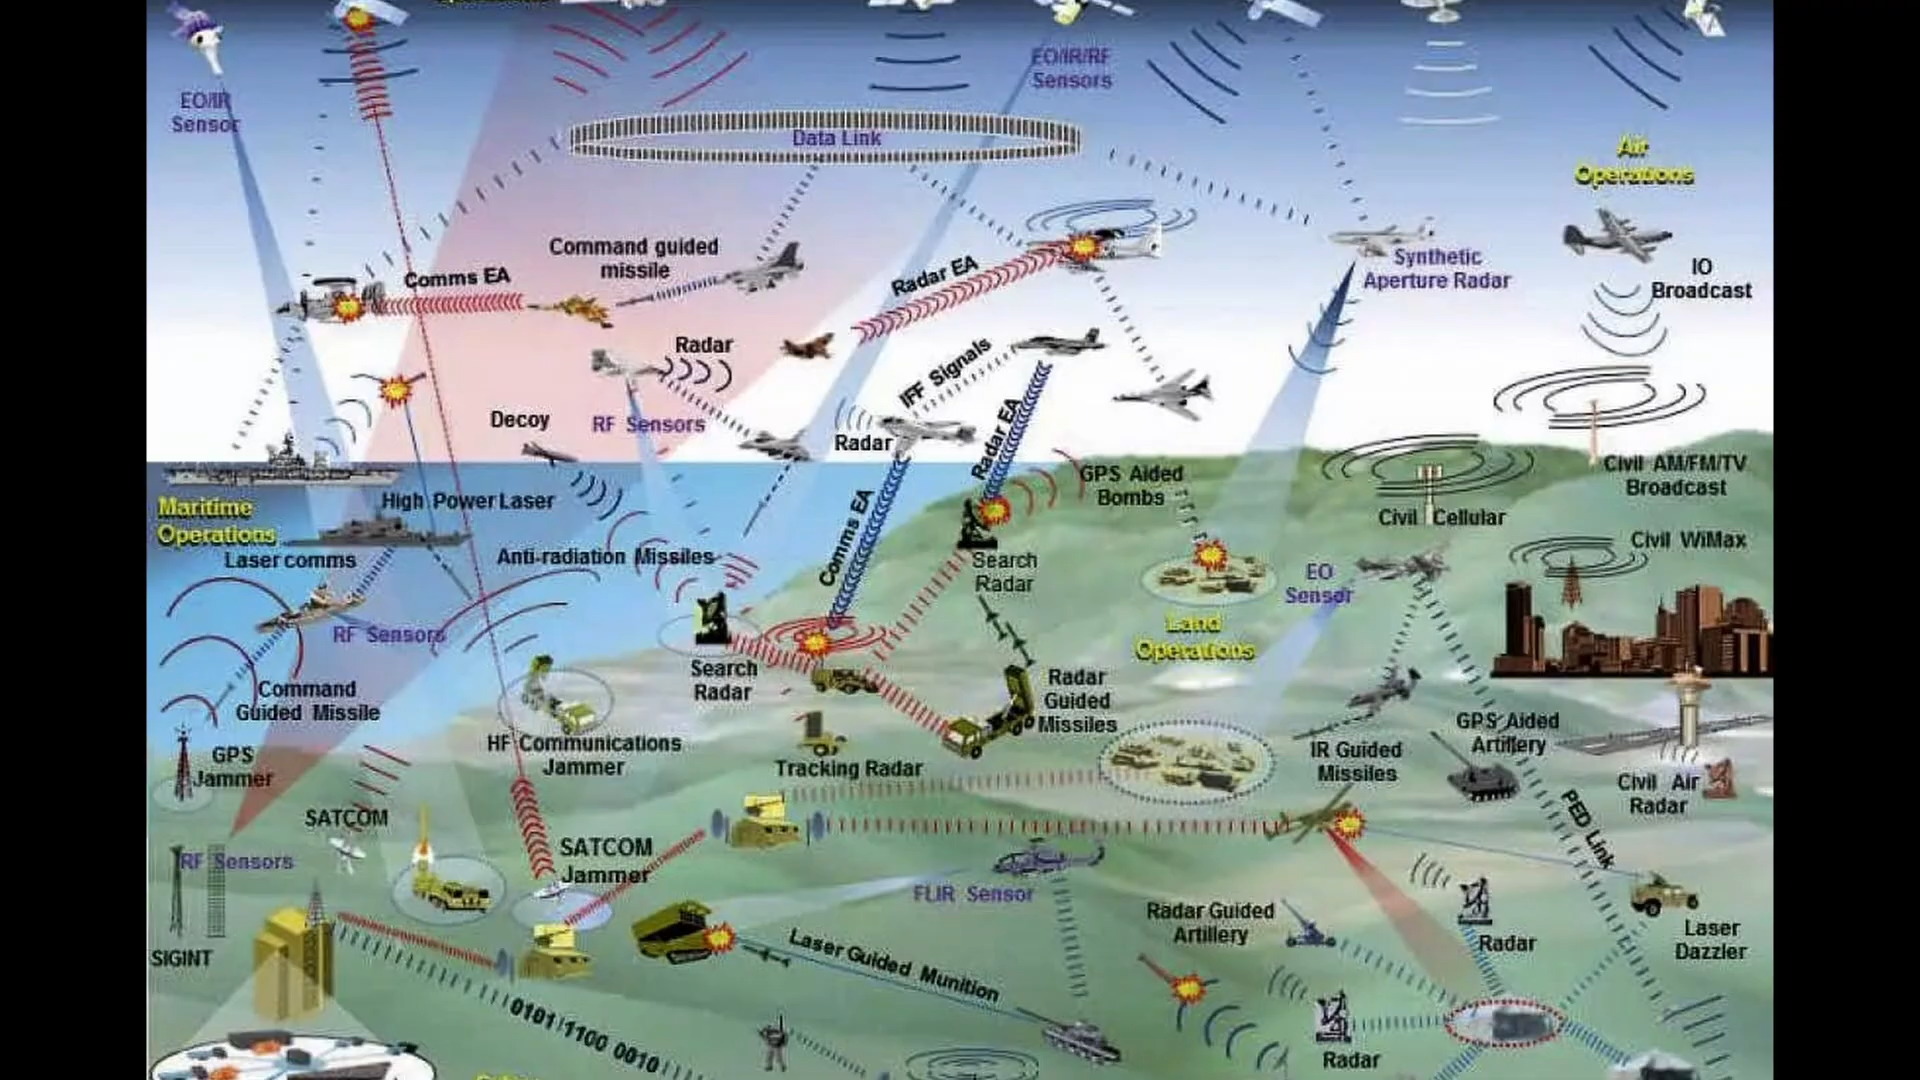 EO/IR
Sensor
EO/IR/RF
Sensors
Data Link
Air
Operations
Command guided
missile
Comms EA
Radar EA
Synthetic
Aperture Radar
IO
Broadcast
Radar
IFF Signals
Decoy
RF Sensors
Radar
Radar EA
GPS Aided
Bombs
Civil AM/FM/TV
Broadcast
Civil Cellular
Civil WiMax
Maritime
Operations
High Power Laser
Laser comms
Anti-radiation Missiles
Comms EA
Search
Radar
EO
Sensor
RF Sensors
Land
Operations
Search
Radar
Command
Guided Missile
Radar
Guided
Missiles
GPS
Jammer
HF Communications
Jammer
Tracking Radar
IR Guided
Missiles
GPS Aided
Artillery
Civil Air
Radar
PED Link
SATCOM
SATCOM
Jammer
RF Sensors
FLIR Sensor
Radar Guided
Artillery
Radar
Laser
Dazzler
SIGINT
Laser Guided Munition
0101 1100 0010
Radar